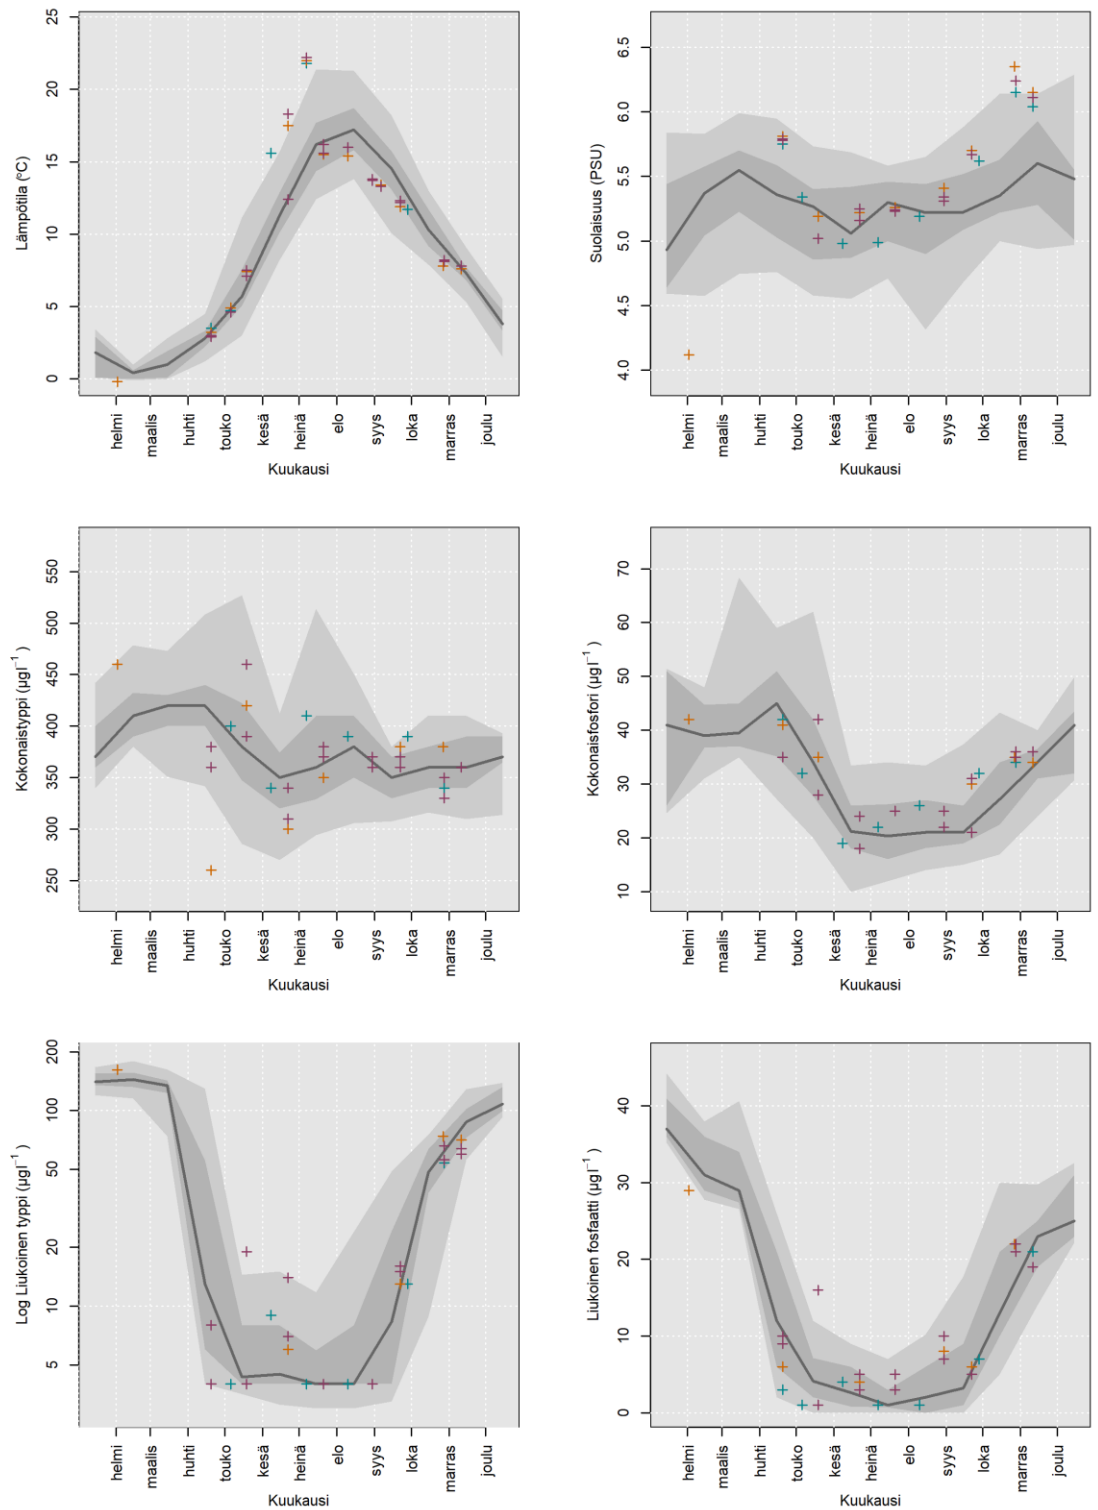 25
20
15
10
5
0
Lämpötila (°C)
helmi
maalis
huhti
touko
kesä
heinä
elo
syys
loka
marras
joulu
Kuukausi
6.5
6.0
5.5
5.0
4.5
4.0
Suolaisuus (PSU)
helmi
maalis
huhti
touko
kesä
heinä
elo
syys
loka
marras
joulu
Kuukausi
550
500
450
400
350
300
250
Kokonaistyppi (µgl⁻¹ )
helmi
maalis
huhti
touko
kesä
heinä
elo
syys
loka
marras
joulu
Kuukausi
70
60
50
40
30
20
10
Kokonaisfosfori (µgl⁻¹ )
helmi
maalis
huhti
touko
kesä
heinä
elo
syys
loka
marras
joulu
Kuukausi
200
100
50
20
10
5
Log Liukoinen typpi (µgl⁻¹ )
helmi
maalis
huhti
touko
kesä
heinä
elo
syys
loka
marras
joulu
Kuukausi
40
30
20
10
0
Liukoinen fosfaatti (µgl⁻¹ )
helmi
maalis
huhti
touko
kesä
heinä
elo
syys
loka
marras
joulu
Kuukausi